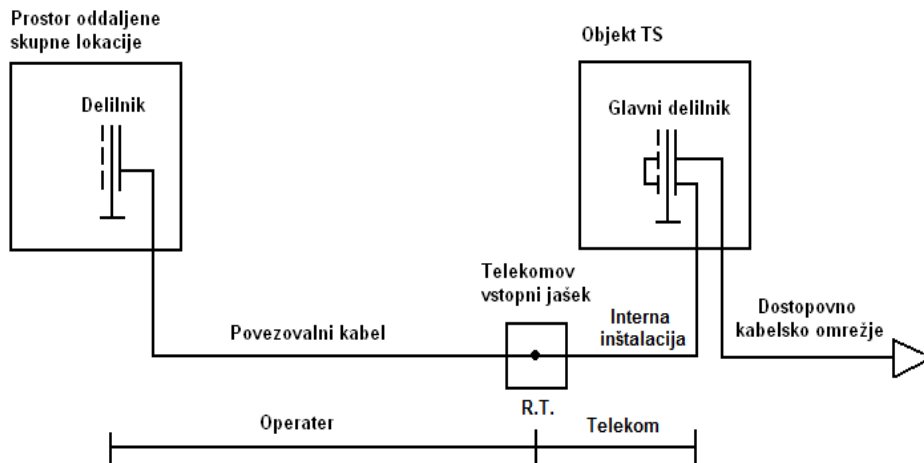 Prostor oddaljene
skupne lokacije
Objekt TS
Delilnik
Glavni delilnik
Telekomov
vstopni jašek
Povezovalni kabel
Interna
inštalacija
Dostopovno
kabelsko omrežje
R.T.
Operater
Telekom